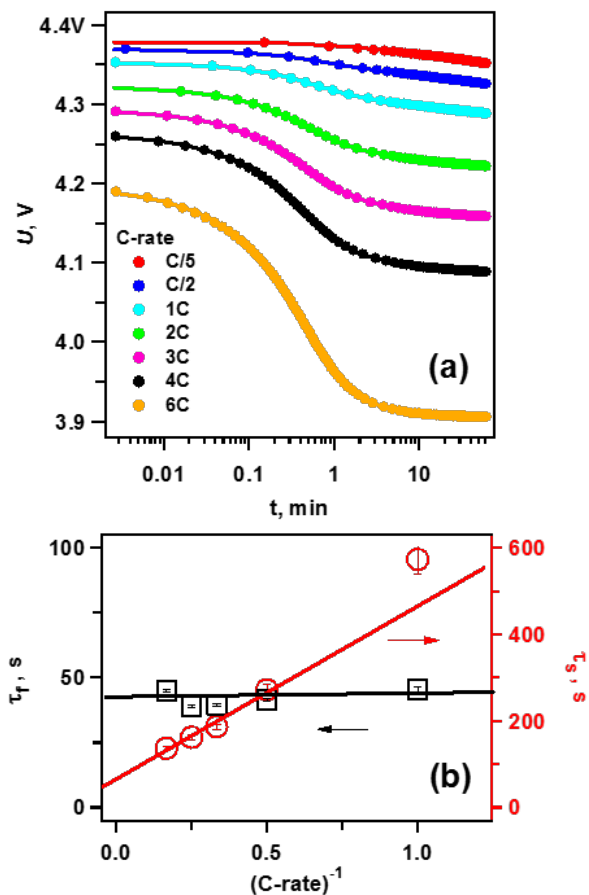 4.4V
4.3
4.2
4.1
4.0
3.9
U, V
C-rate
C/5
C/2
1C
2C
3C
4C
6C
(a)
0.01
0.1
1
10
t, min
100
50
0
τf , s
600
400
200
0
τs, s
(b)
0.0
0.5
1.0
(C-rate)⁻¹